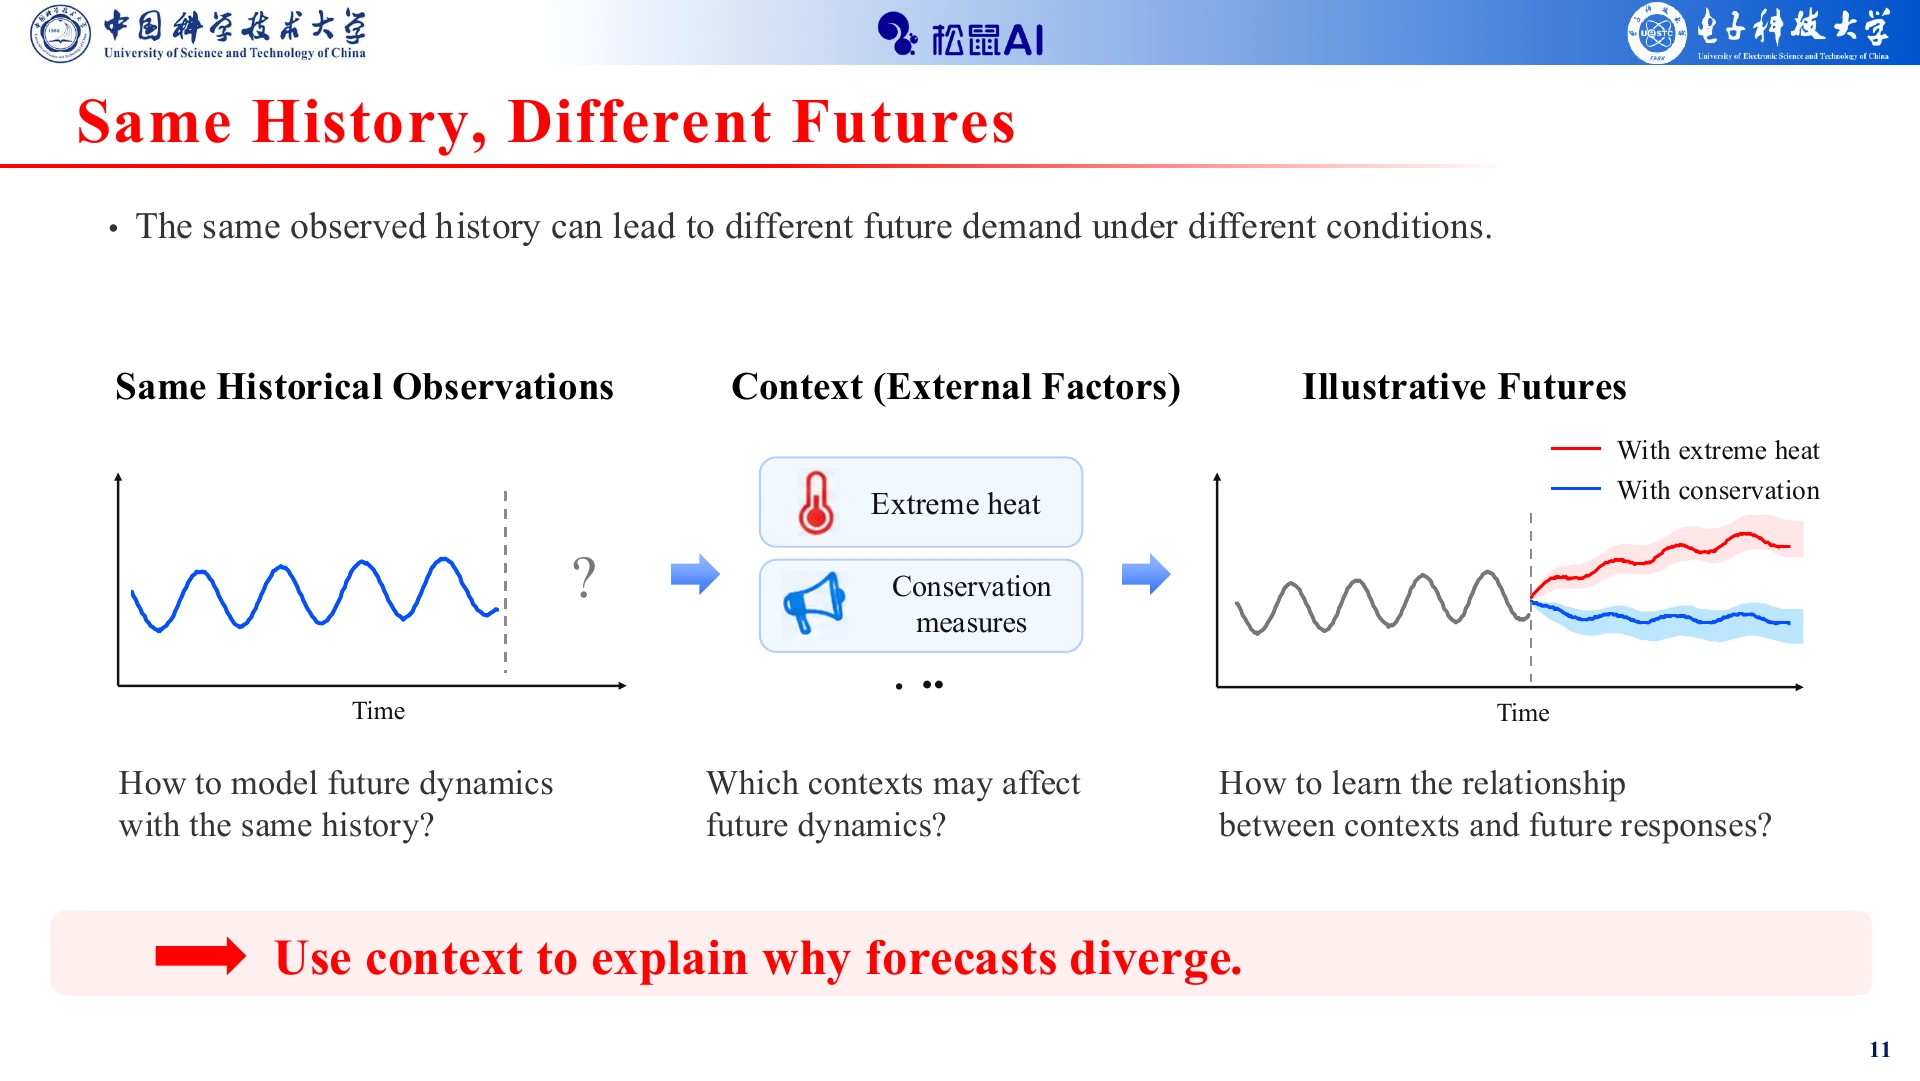 中国科学技术大学
University of Science and Technology of China
松鼠AI
电子科技大学
University of Electronic Science and Technology of China
Same History, Different Futures
• The same observed history can lead to different future demand under different conditions.
Same Historical Observations
Context (External Factors)
Illustrative Futures
With extreme heat
With conservation
Extreme heat
?
Conservation
measures
...
Time
Time
How to model future dynamics
with the same history?
Which contexts may affect
future dynamics?
How to learn the relationship
between contexts and future responses?
Use context to explain why forecasts diverge.
11